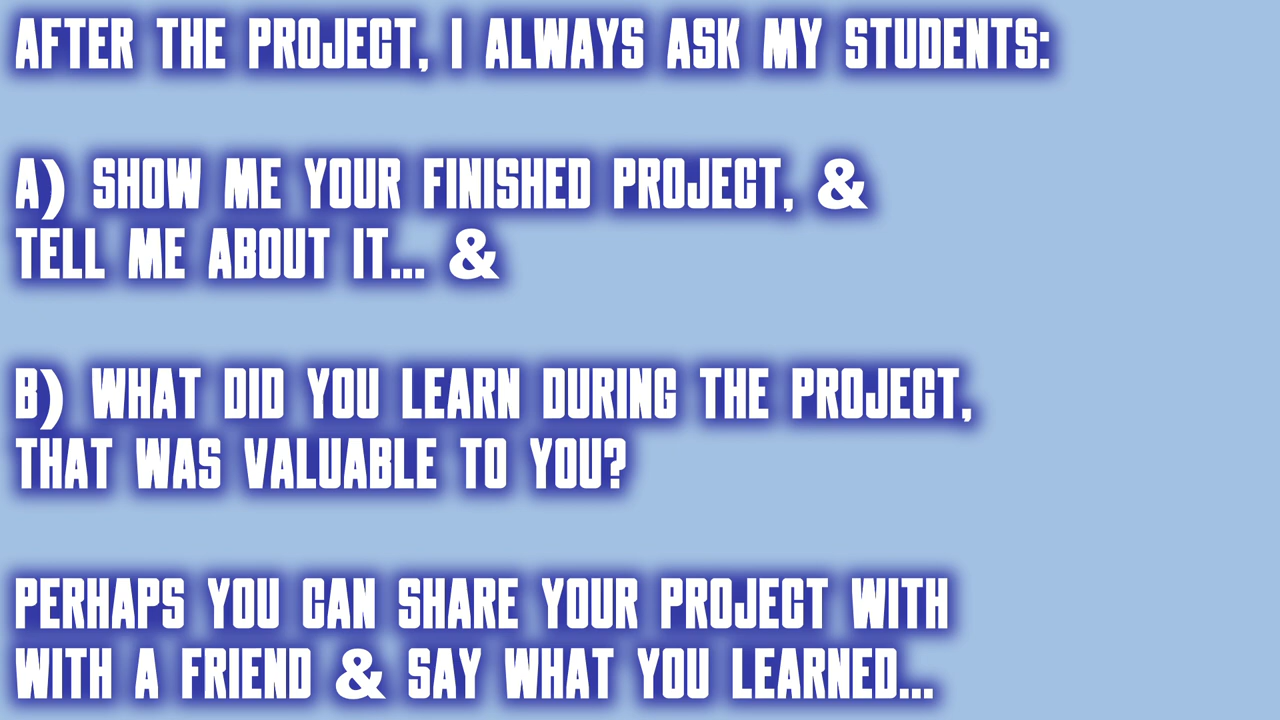 AFTER THE PROJECT, I ALWAYS ASK MY STUDENTS:
A) SHOW ME YOUR FINISHED PROJECT, &
TELL ME ABOUT IT... &
B) WHAT DID YOU LEARN DURING THE PROJECT,
THAT WAS VALUABLE TO YOU?
PERHAPS YOU CAN SHARE YOUR PROJECT WITH
WITH A FRIEND & SAY WHAT YOU LEARNED...